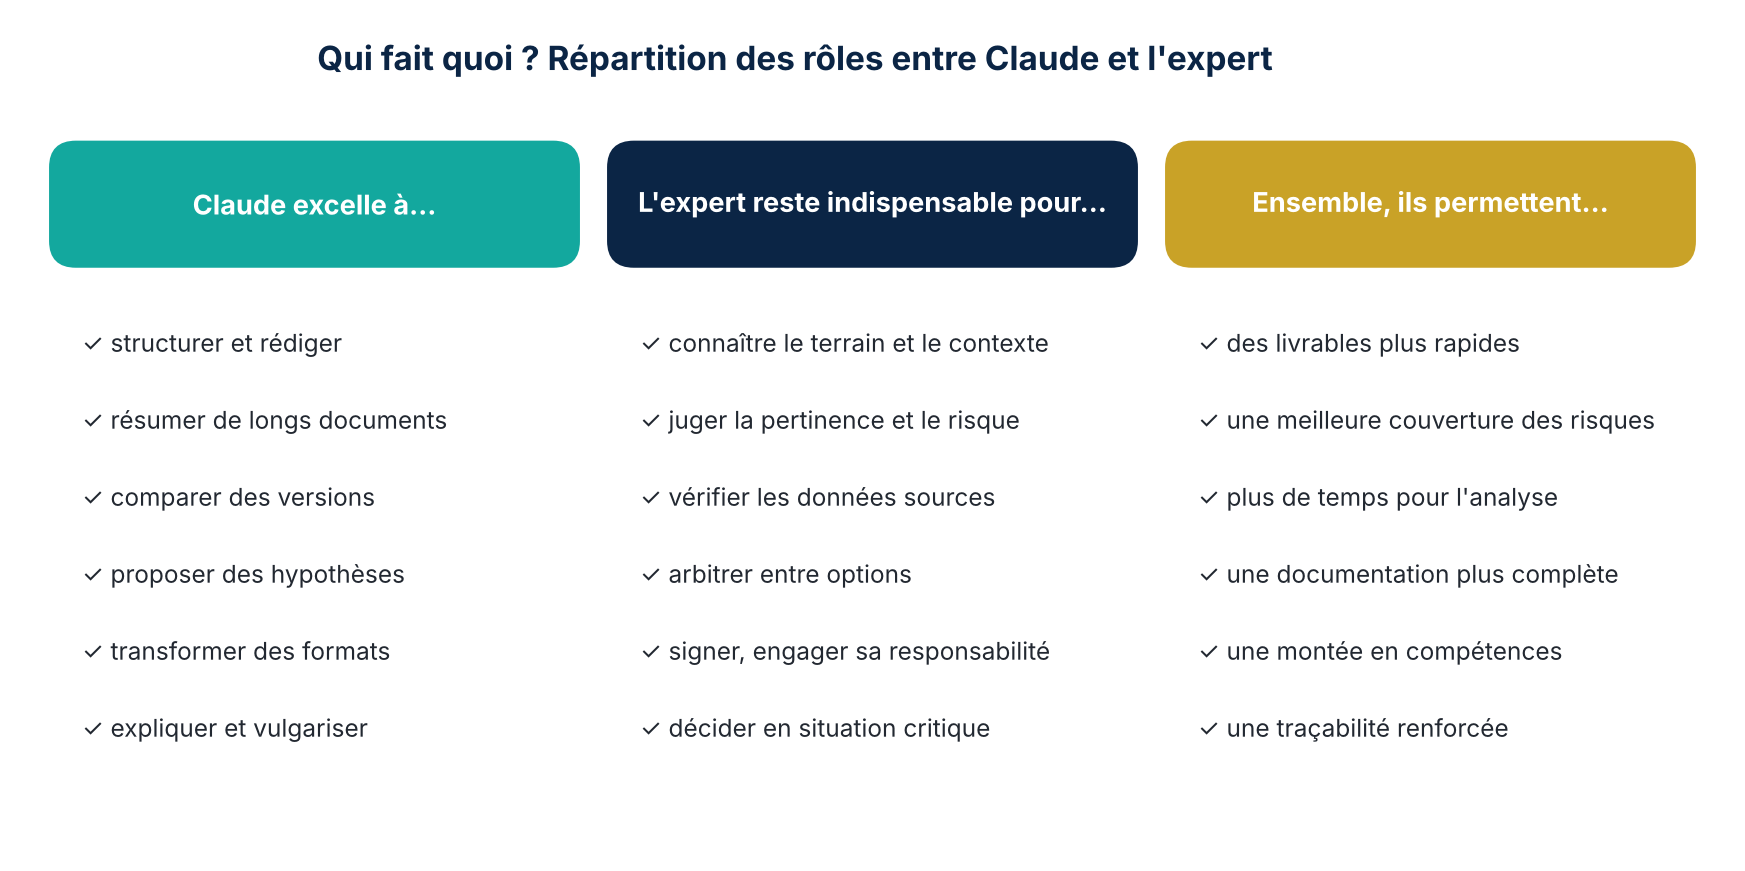 Qui fait quoi ? Répartition des rôles entre Claude et l'expert
Claude excelle à…
✓ structurer et rédiger
✓ résumer de longs documents
✓ comparer des versions
✓ proposer des hypothèses
✓ transformer des formats
✓ expliquer et vulgariser
L'expert reste indispensable pour…
✓ connaître le terrain et le contexte
✓ juger la pertinence et le risque
✓ vérifier les données sources
✓ arbitrer entre options
✓ signer, engager sa responsabilité
✓ décider en situation critique
Ensemble, ils permettent…
✓ des livrables plus rapides
✓ une meilleure couverture des risques
✓ plus de temps pour l'analyse
✓ une documentation plus complète
✓ une montée en compétences
✓ une traçabilité renforcée